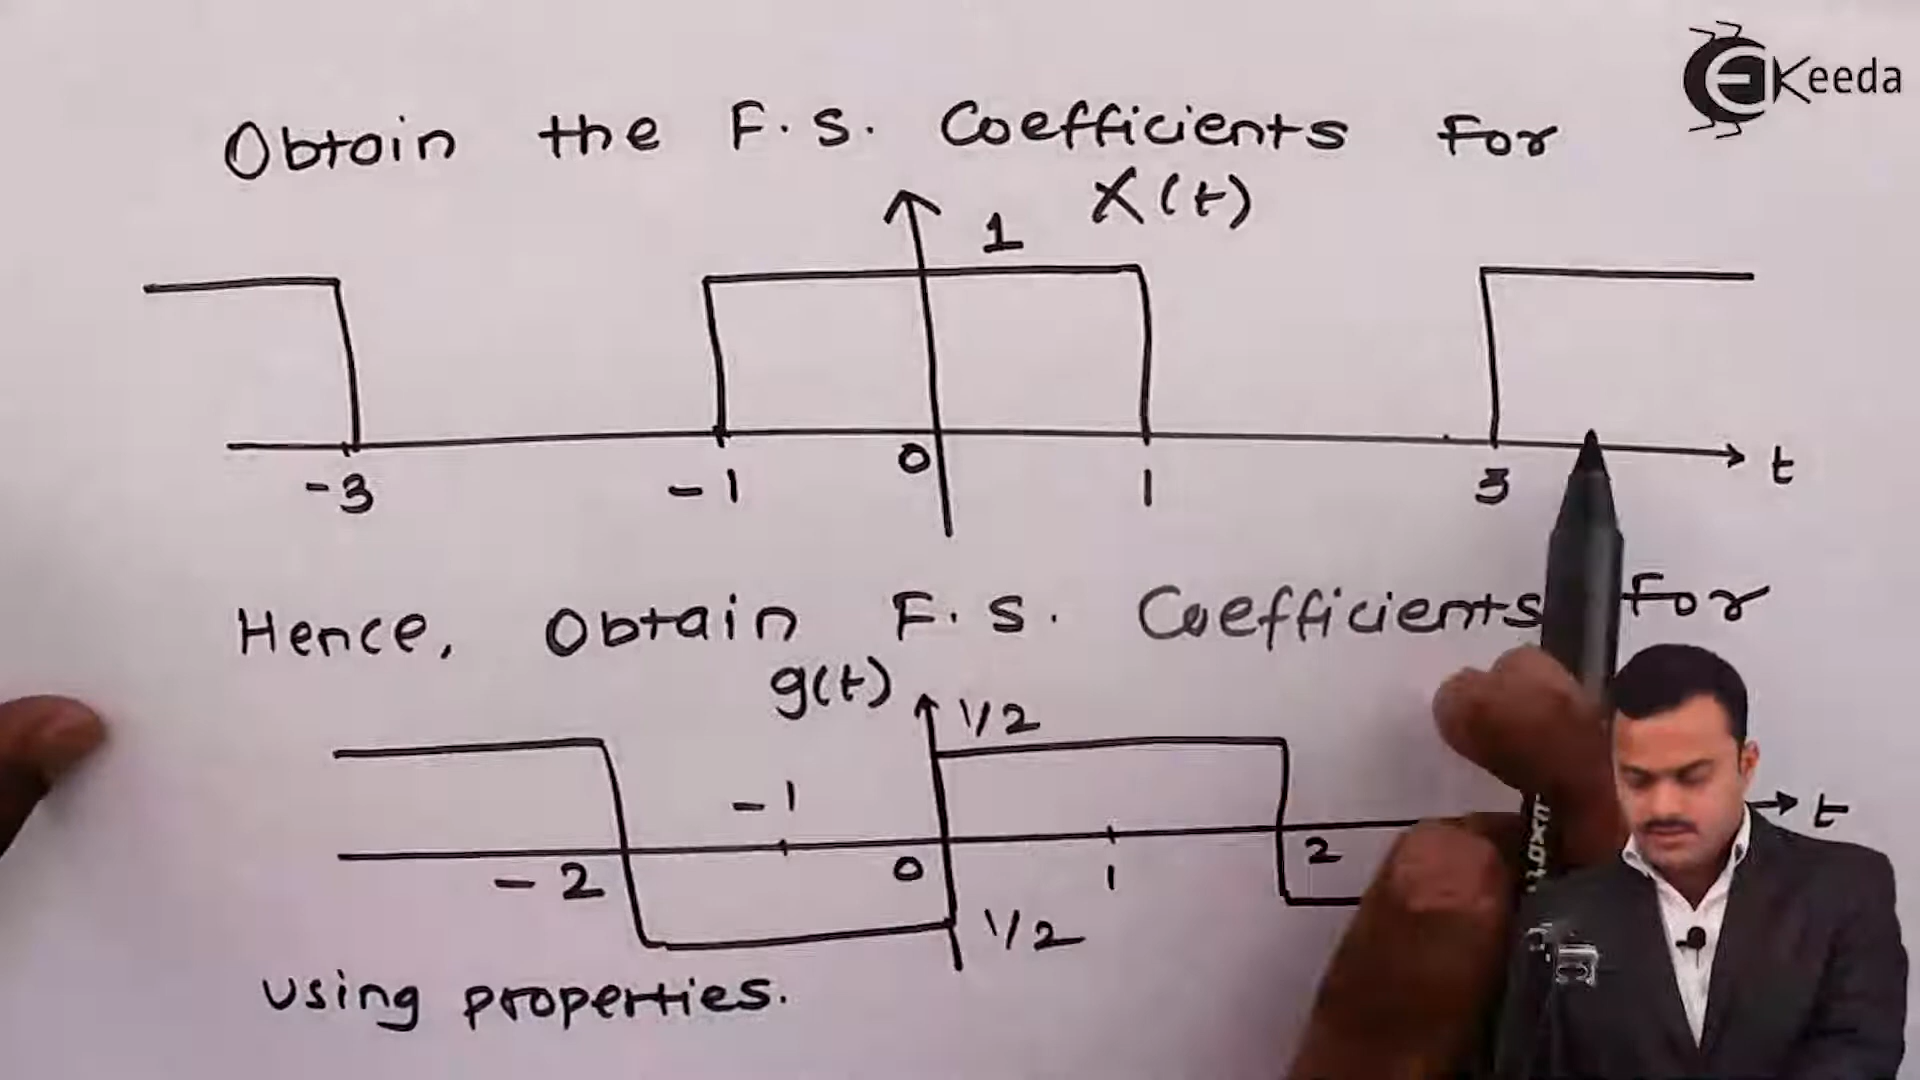 EKeeda
Obtain the F.S. Coefficients For
X(t)
1
0
-3 -1 1 3
t
Hence, Obtain F.S. Coefficients For
g(t)
1/2
-1
t
-2 0 1 2
1/2
using properties.